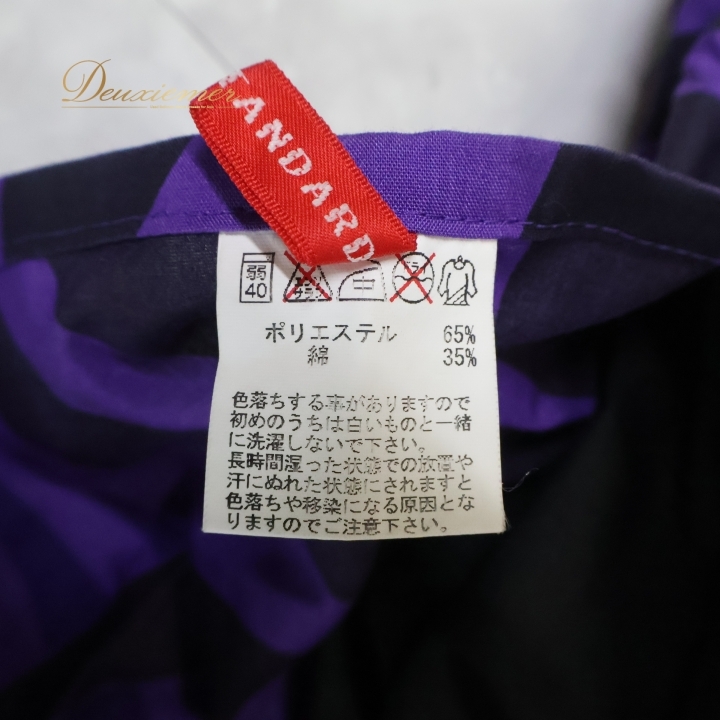 Deuxiemer
TANDARD
弱
40
中
ポリエステル 65%
綿 35%
色落ちする事がありますので
初めのうちは白いものと一緒
に洗濯しないで下さい。
長時間湿った状態での放置や
汗にぬれた状態にされますと
色落ちや移染になる原因とな
りますのでご注意下さい。